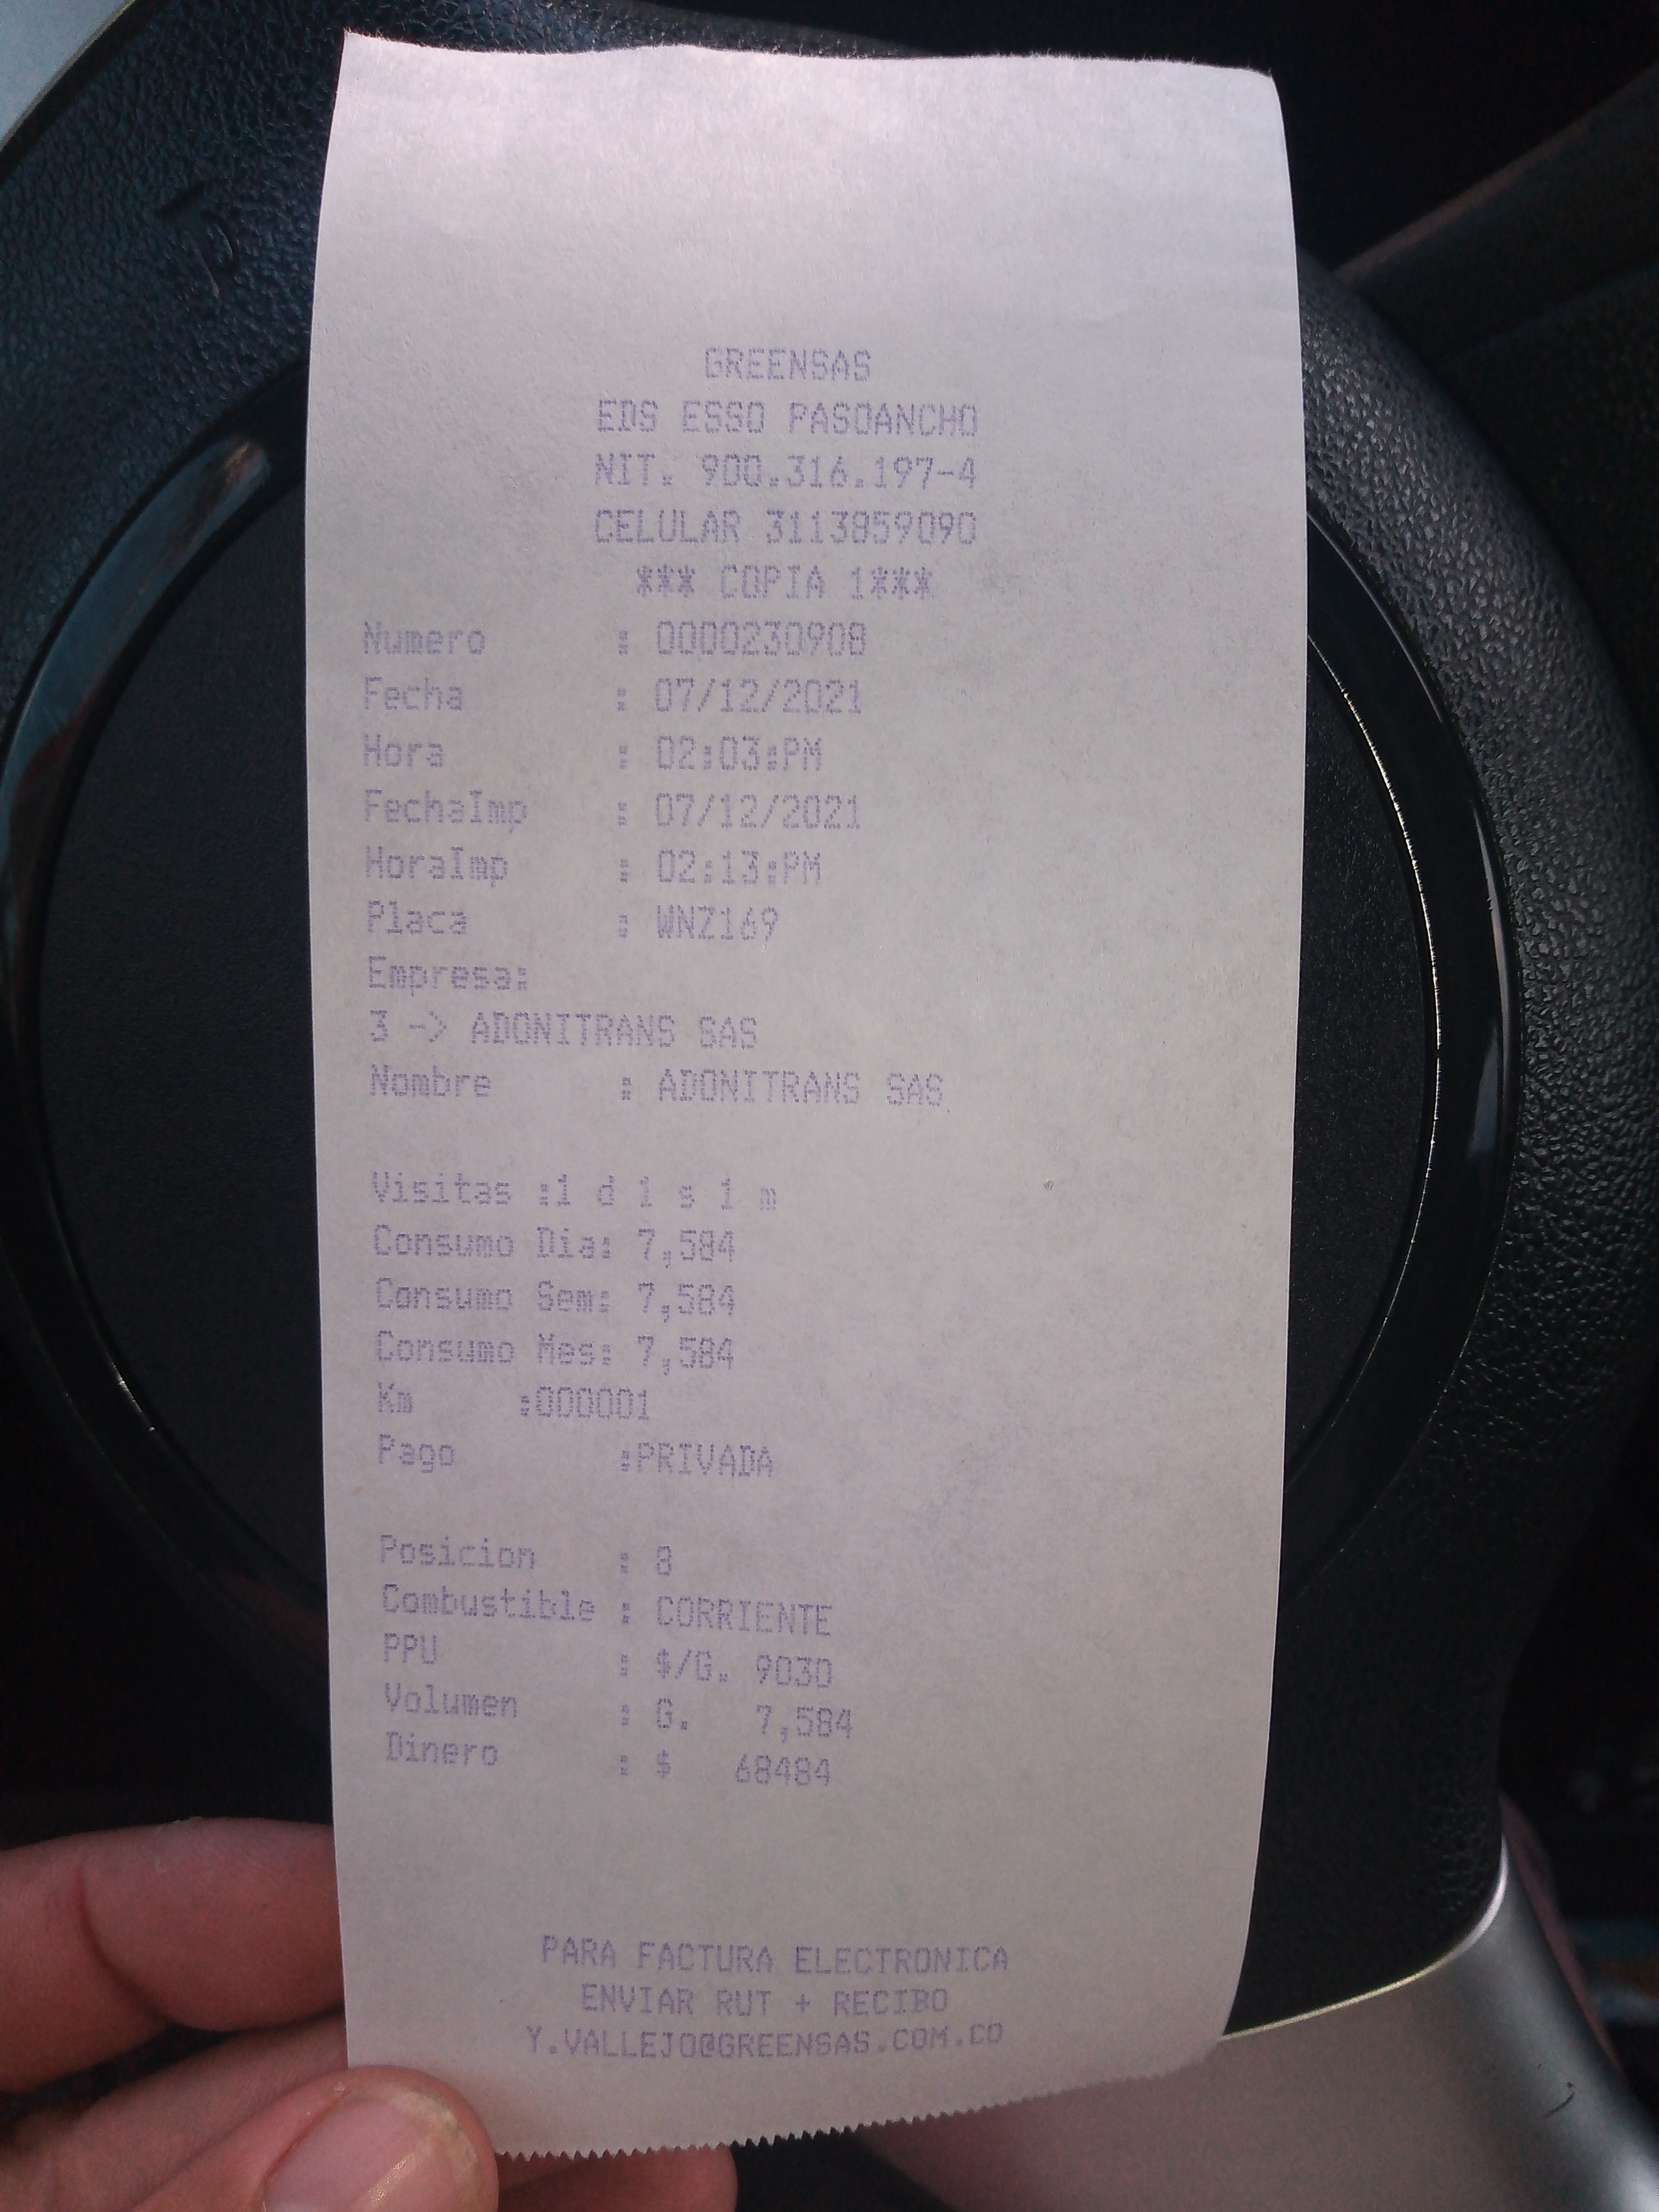 GREENSAS
EDS ESSO PASOANCHO
NIT. 900.316.197-4
CELULAR 3113859090
*** COPIA 1***
Numero : 0000230908
Fecha : 07/12/2021
Hora : 02:03:PM
FechaImp : 07/12/2021
HoraImp : 02:13:PM
Placa : WNZ169
Empresa:
3 -> ADONITRANS SAS
Nombre : ADONITRANS SAS
Visitas :1 d 1 s 1 m
Consumo Dia: 7,584
Consumo Sem: 7,584
Consumo Mes: 7,584
Km :000001
Pago :PRIVADA
Posicion : 8
Combustible : CORRIENTE
PPU : $/G. 9030
Volumen : G. 7,584
Dinero : $ 68484
PARA FACTURA ELECTRONICA
ENVIAR RUT + RECIBO
Y.VALLEJO@GREENSAS.COM.CO